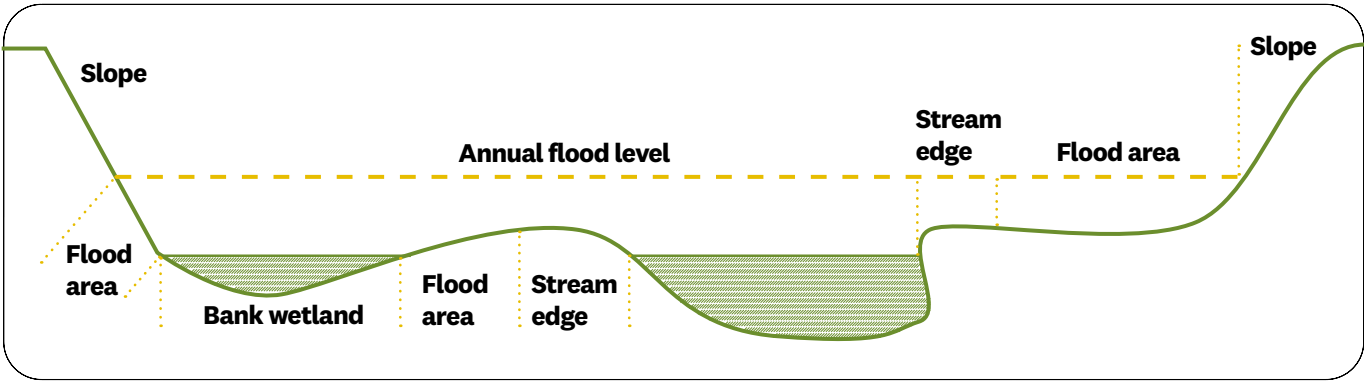 Slope
Slope
Stream
edge
Annual flood level
Flood area
Flood
area
Bank wetland
Flood
area
Stream
edge